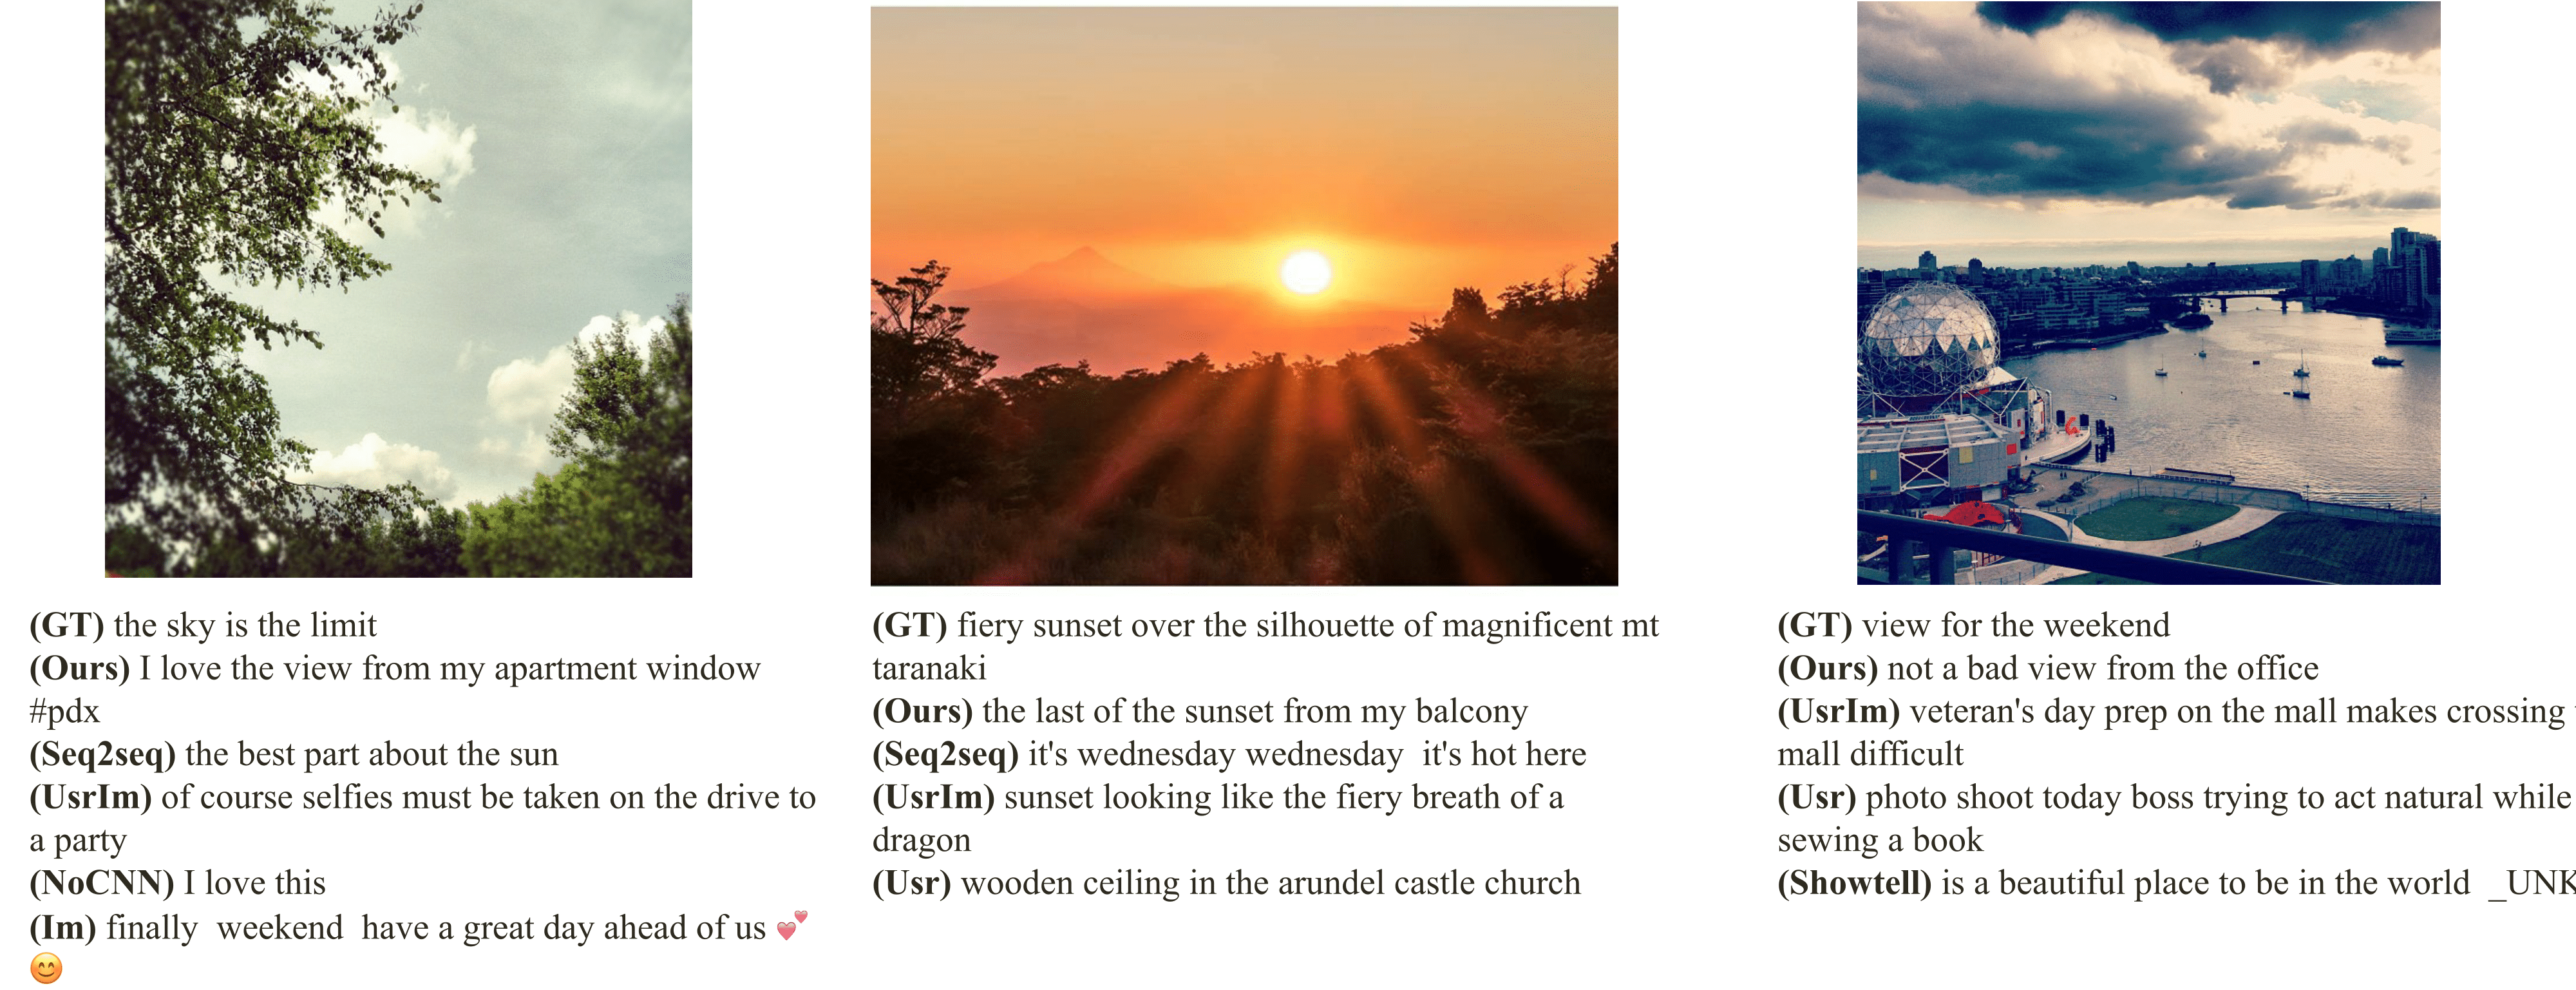 (GT) the sky is the limit
(Ours) I love the view from my apartment window
#pdx
(Seq2seq) the best part about the sun
(UsrIm) of course selfies must be taken on the drive to
a party
(NoCNN) I love this
(Im) finally weekend have a great day ahead of us 💕
😊
(GT) fiery sunset over the silhouette of magnificent mt
taranaki
(Ours) the last of the sunset from my balcony
(Seq2seq) it's wednesday wednesday it's hot here
(UsrIm) sunset looking like the fiery breath of a
dragon
(Usr) wooden ceiling in the arundel castle church
(GT) view for the weekend
(Ours) not a bad view from the office
(UsrIm) veteran's day prep on the mall makes crossing
mall difficult
(Usr) photo shoot today boss trying to act natural while
sewing a book
(Showtell) is a beautiful place to be in the world _UNK